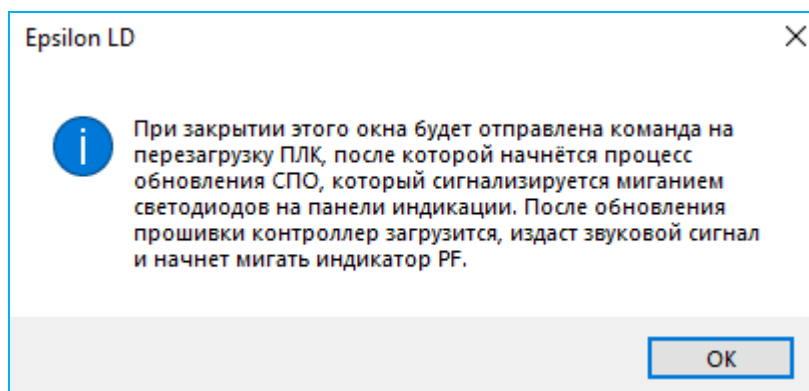 Epsilon LD
При закрытии этого окна будет отправлена команда на
перезагрузку ПЛК, после которой начнётся процесс
обновления СПО, который сигнализируется миганием
светодиодов на панели индикации. После обновления
прошивки контроллер загрузится, издаст звуковой сигнал
и начнет мигать индикатор PF.
OK